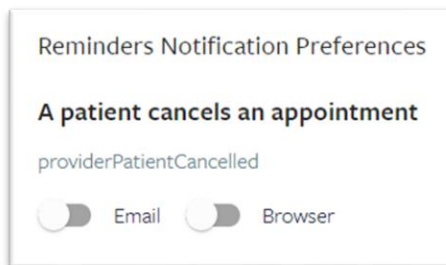 Reminders Notification Preferences
A patient cancels an appointment
providerPatientCancelled
Email Browser